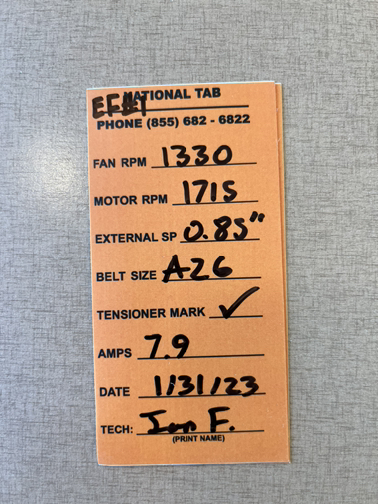 EF#1 NATIONAL TAB
PHONE (855) 682 - 6822
FAN RPM 1330
MOTOR RPM 1715
EXTERNAL SP 0.85"
BELT SIZE A26
TENSIONER MARK ✓
AMPS 7.9
DATE 1/31/23
TECH: Ian F.
(PRINT NAME)